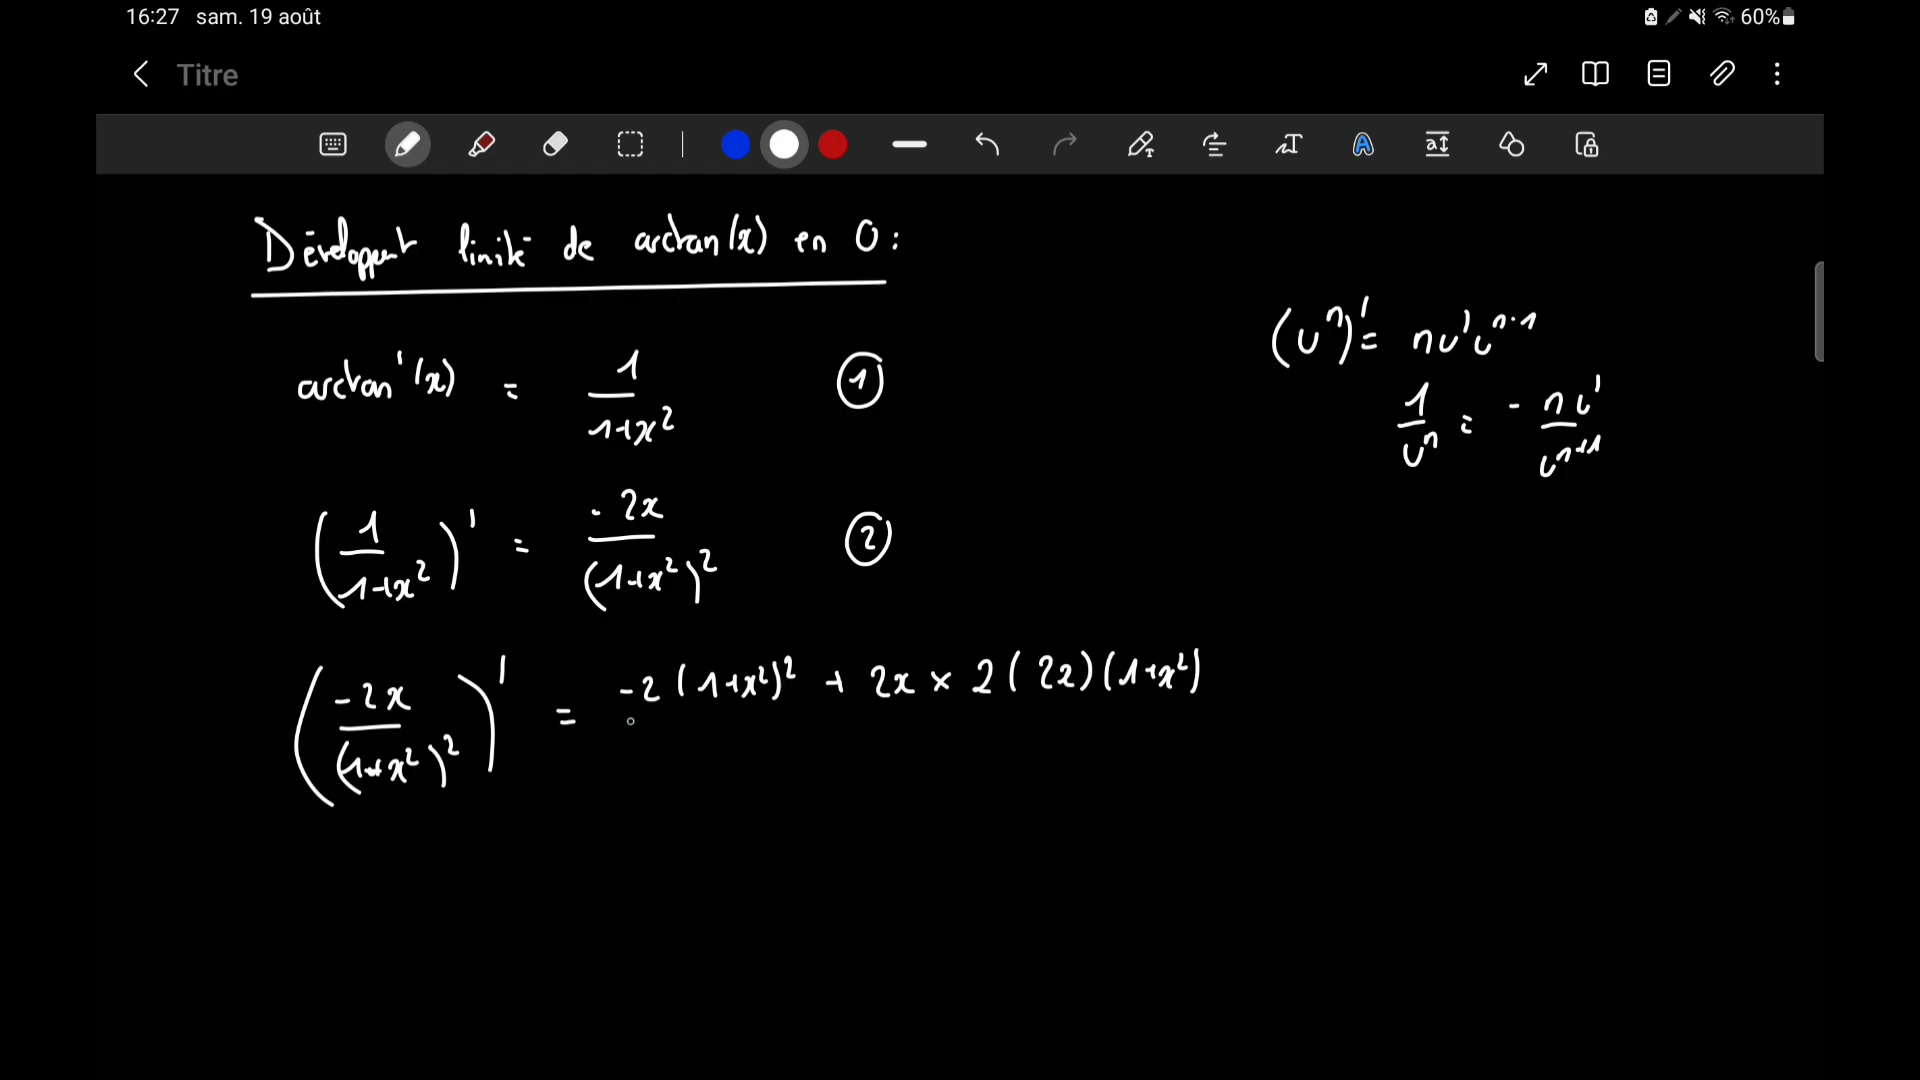 16:27 sam. 19 août
60%
Titre
Développent limité de arctan(x) en 0 :
arctan'(x) = 1/(1+x²) ①
(uⁿ)' = nu'uⁿ⁻¹
1/uⁿ = - nu'/uⁿ⁺¹
(1/(1+x²))' = -2x/(1+x²)² ②
(-2x/(1+x²)²)' = -2(1+x²)² + 2x × 2(2x)(1+x²)